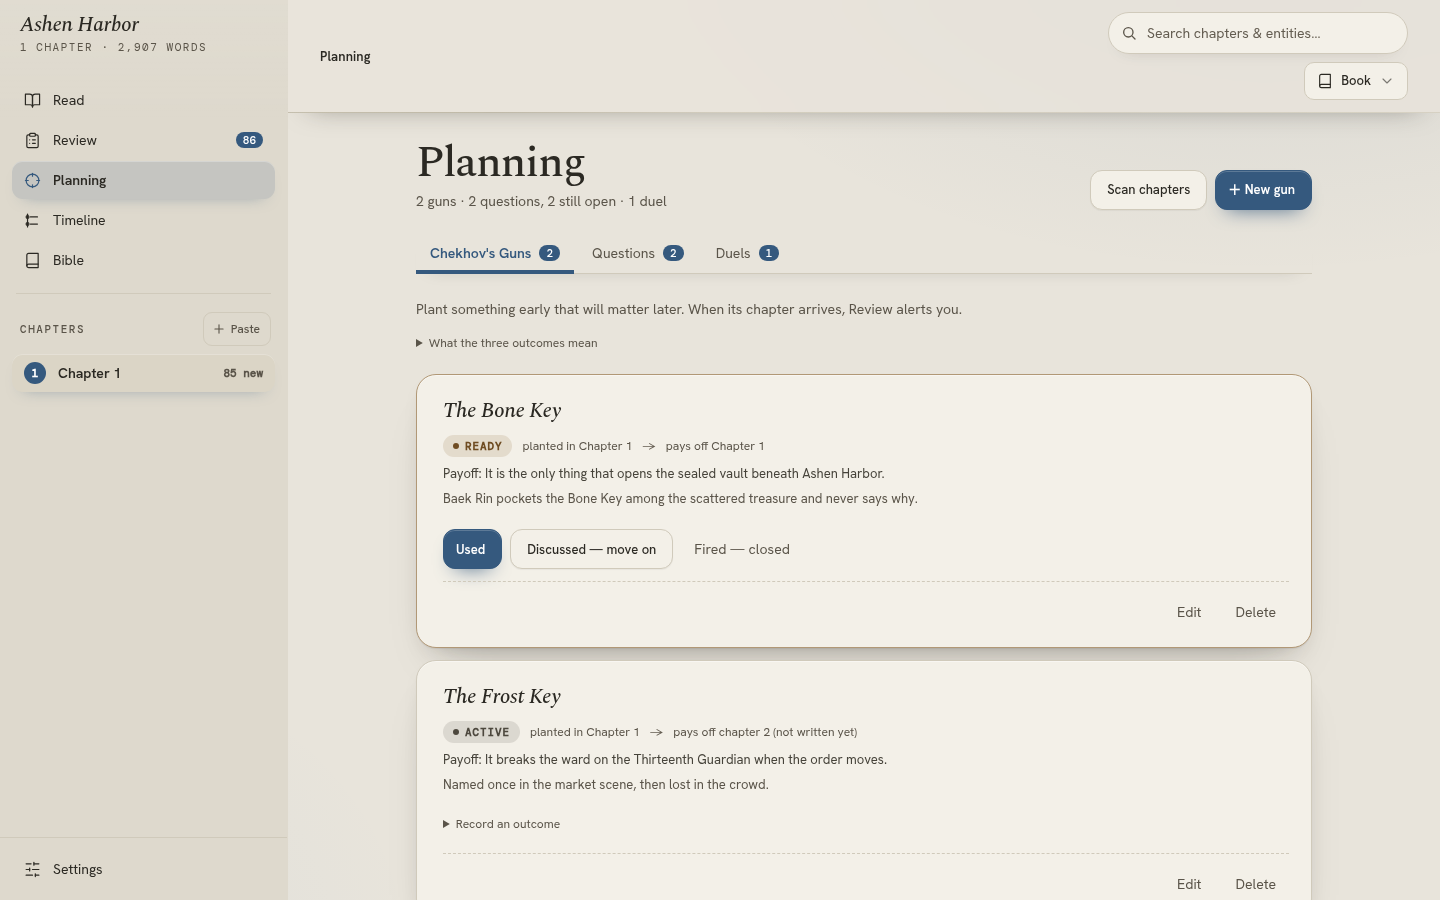 Ashen Harbor
1 CHAPTER · 2,907 WORDS
Read
Review 86
Planning
Timeline
Bible
CHAPTERS
+ Paste
1 Chapter 1 85 new
Settings
Planning
Search chapters & entities...
Book
Planning
2 guns · 2 questions, 2 still open · 1 duel
Scan chapters
+ New gun
Chekhov's Guns 2 Questions 2 Duels 1
Plant something early that will matter later. When its chapter arrives, Review alerts you.
What the three outcomes mean
The Bone Key
READY planted in Chapter 1 → pays off Chapter 1
Payoff: It is the only thing that opens the sealed vault beneath Ashen Harbor.
Baek Rin pockets the Bone Key among the scattered treasure and never says why.
Used Discussed — move on Fired — closed
Edit Delete
The Frost Key
ACTIVE planted in Chapter 1 → pays off chapter 2 (not written yet)
Payoff: It breaks the ward on the Thirteenth Guardian when the order moves.
Named once in the market scene, then lost in the crowd.
Record an outcome
Edit Delete